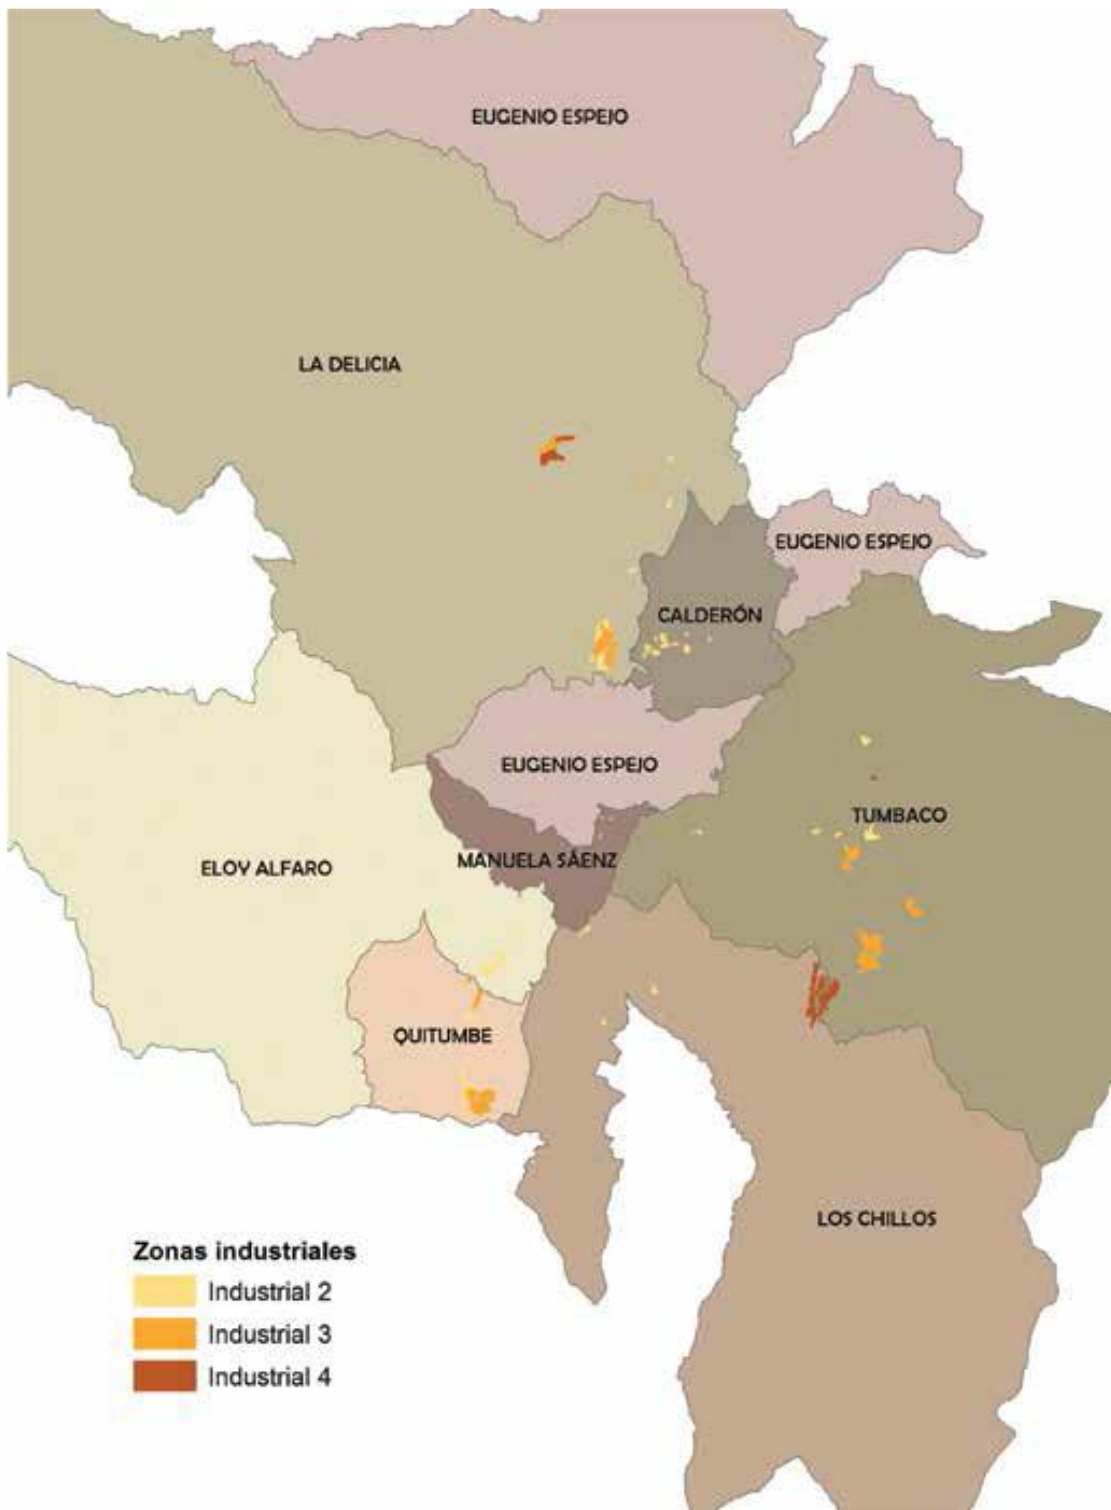 EUGENIO ESPEJO
LA DELICIA
EUGENIO ESPEJO
CALDERÓN
EUGENIO ESPEJO
TUMBACO
MANUELA SÁENZ
ELOY ALFARO
QUITUMBE
LOS CHILLOS
Zonas industriales
Industrial 2
Industrial 3
Industrial 4